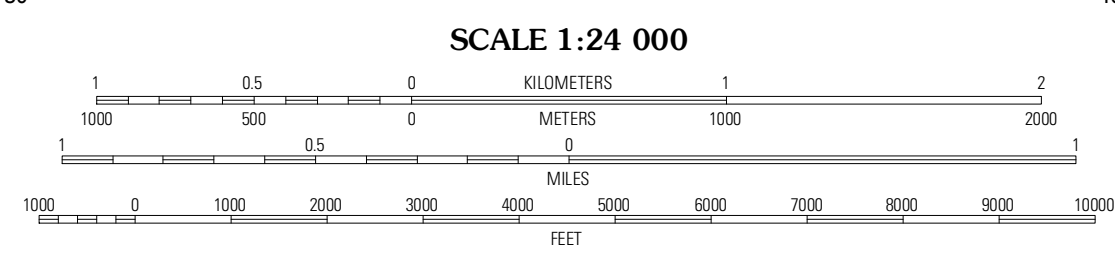 SCALE 1:24 000
1 0.5 0 KILOMETERS 1 2
1000 500 0 METERS 1000 2000
1 0.5 0 1
MILES
1000 0 1000 2000 3000 4000 5000 6000 7000 8000 9000 10000
FEET